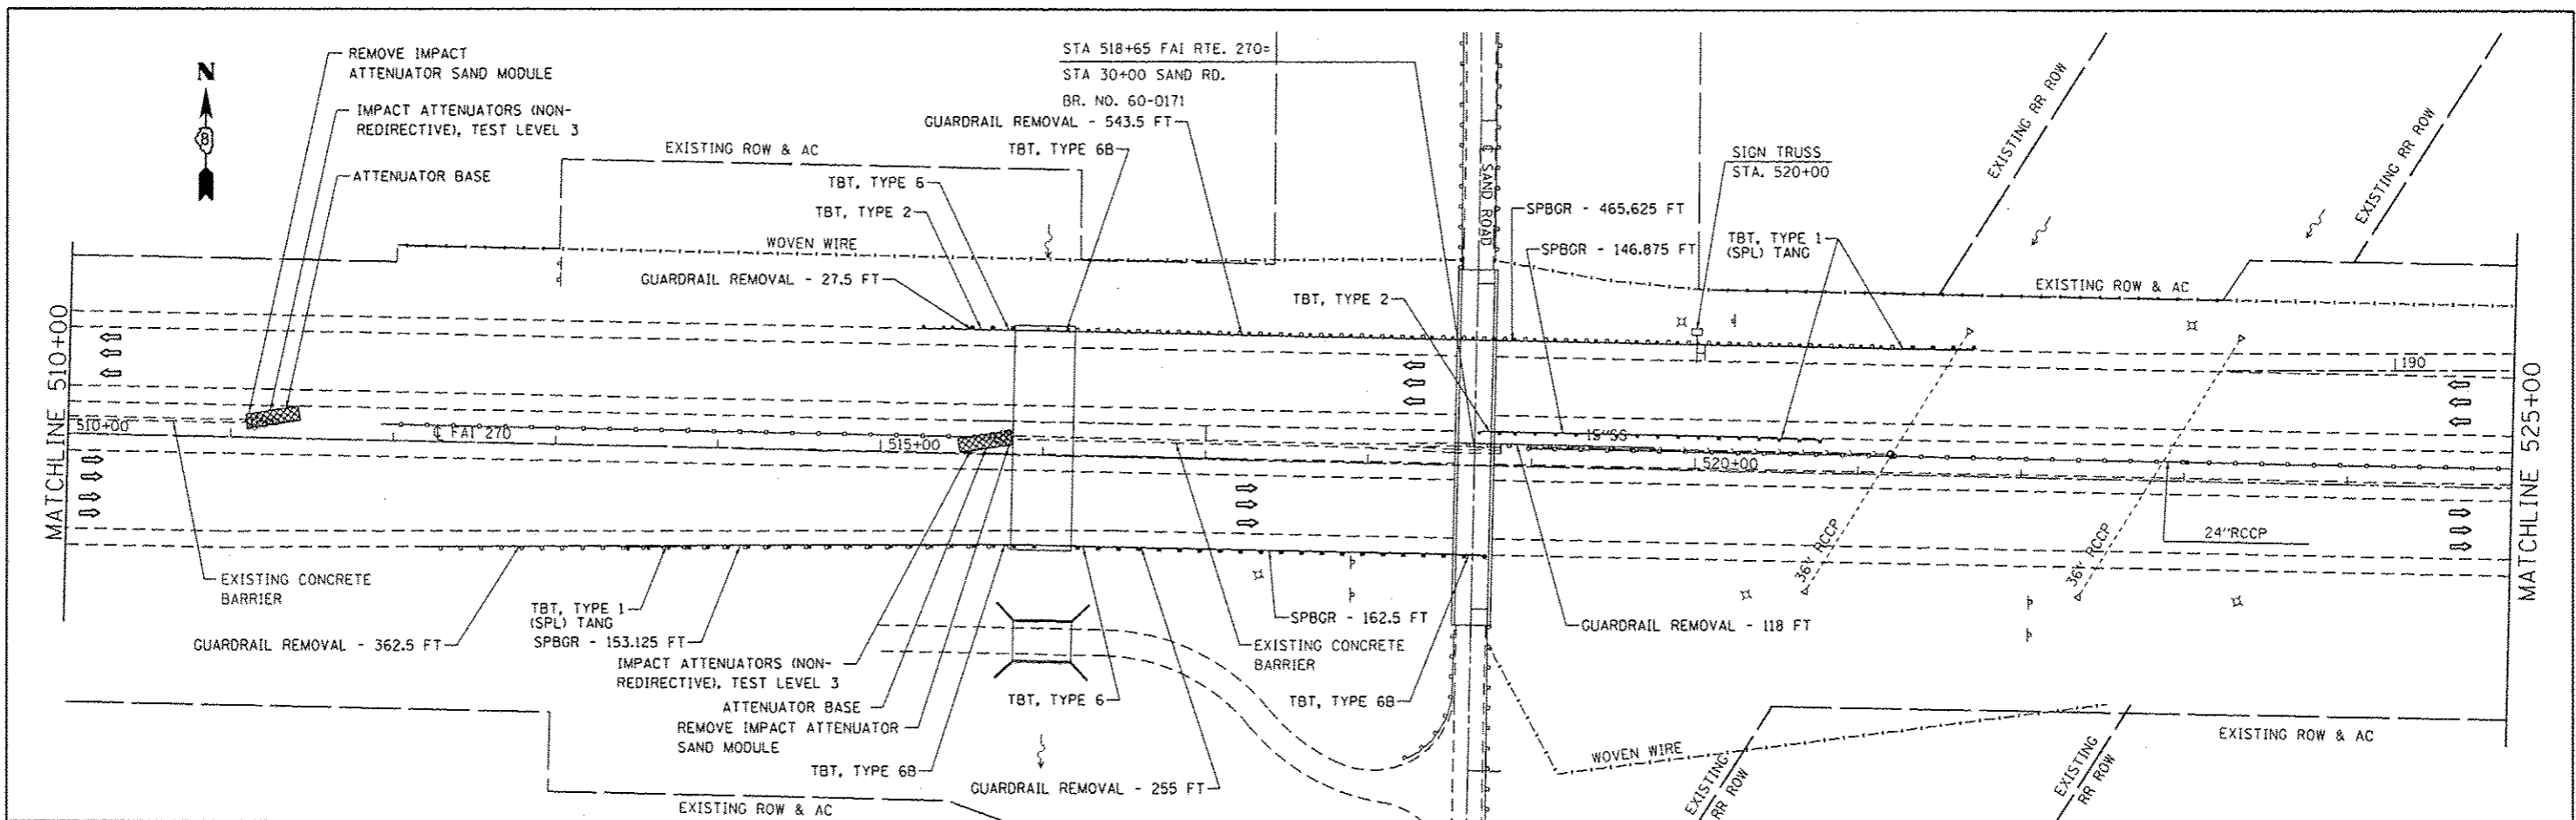 REMOVE IMPACT
ATTENUATOR SAND MODULE
N
8
IMPACT ATTENUATORS (NON-
REDIRECTIVE), TEST LEVEL 3
ATTENUATOR BASE
STA 518+65 FAI RTE. 270=
STA 30+00 SAND RD.
BR. NO. 60-0171
GUARDRAIL REMOVAL - 543.5 FT
TBT, TYPE 6B
EXISTING ROW & AC
TBT, TYPE 6
TBT, TYPE 2
WOVEN WIRE
GUARDRAIL REMOVAL - 27.5 FT
℄ SAND ROAD
SIGN TRUSS
STA. 520+00
EXISTING RR ROW
EXISTING RR ROW
SPBGR - 465.625 FT
SPBGR - 146.875 FT
TBT, TYPE 1
(SPL) TANG
TBT, TYPE 2
EXISTING ROW & AC
MATCHLINE 510+00
510+00
℄ FAI 270
515+00
15"SS
520+00
190
MATCHLINE 525+00
24"RCCP
36" RCCP
36" RCCP
EXISTING CONCRETE
BARRIER
GUARDRAIL REMOVAL - 362.5 FT
TBT, TYPE 1
(SPL) TANG
SPBGR - 153.125 FT
IMPACT ATTENUATORS (NON-
REDIRECTIVE), TEST LEVEL 3
ATTENUATOR BASE
REMOVE IMPACT ATTENUATOR
SAND MODULE
TBT, TYPE 6B
TBT, TYPE 6
GUARDRAIL REMOVAL - 255 FT
SPBGR - 162.5 FT
EXISTING CONCRETE
BARRIER
TBT, TYPE 6B
GUARDRAIL REMOVAL - 118 FT
WOVEN WIRE
EXISTING
RR ROW
EXISTING
RR ROW
EXISTING ROW & AC
EXISTING ROW & AC